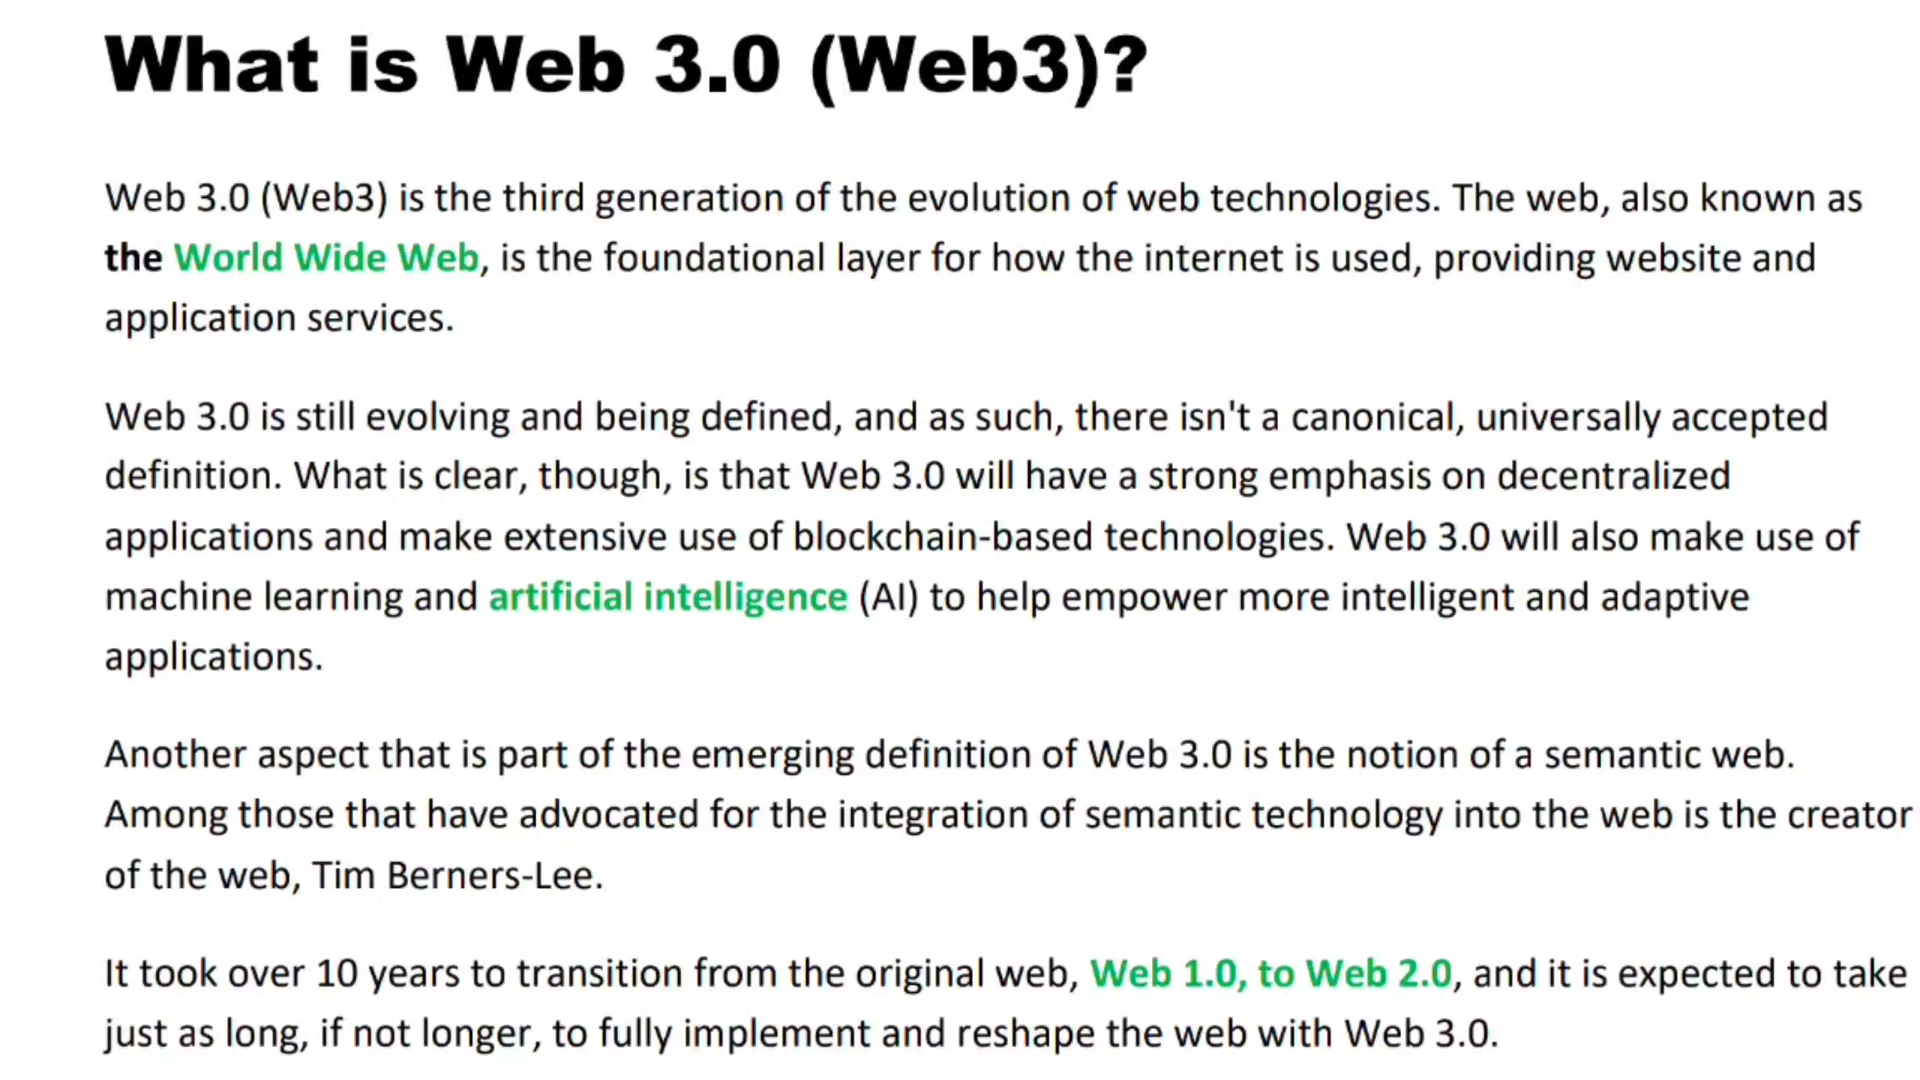 What is Web 3.0 (Web3)?
Web 3.0 (Web3) is the third generation of the evolution of web technologies. The web, also known as
the World Wide Web, is the foundational layer for how the internet is used, providing website and
application services.
Web 3.0 is still evolving and being defined, and as such, there isn't a canonical, universally accepted
definition. What is clear, though, is that Web 3.0 will have a strong emphasis on decentralized
applications and make extensive use of blockchain-based technologies. Web 3.0 will also make use of
machine learning and artificial intelligence (AI) to help empower more intelligent and adaptive
applications.
Another aspect that is part of the emerging definition of Web 3.0 is the notion of a semantic web.
Among those that have advocated for the integration of semantic technology into the web is the creator
of the web, Tim Berners-Lee.
It took over 10 years to transition from the original web, Web 1.0, to Web 2.0, and it is expected to take
just as long, if not longer, to fully implement and reshape the web with Web 3.0.